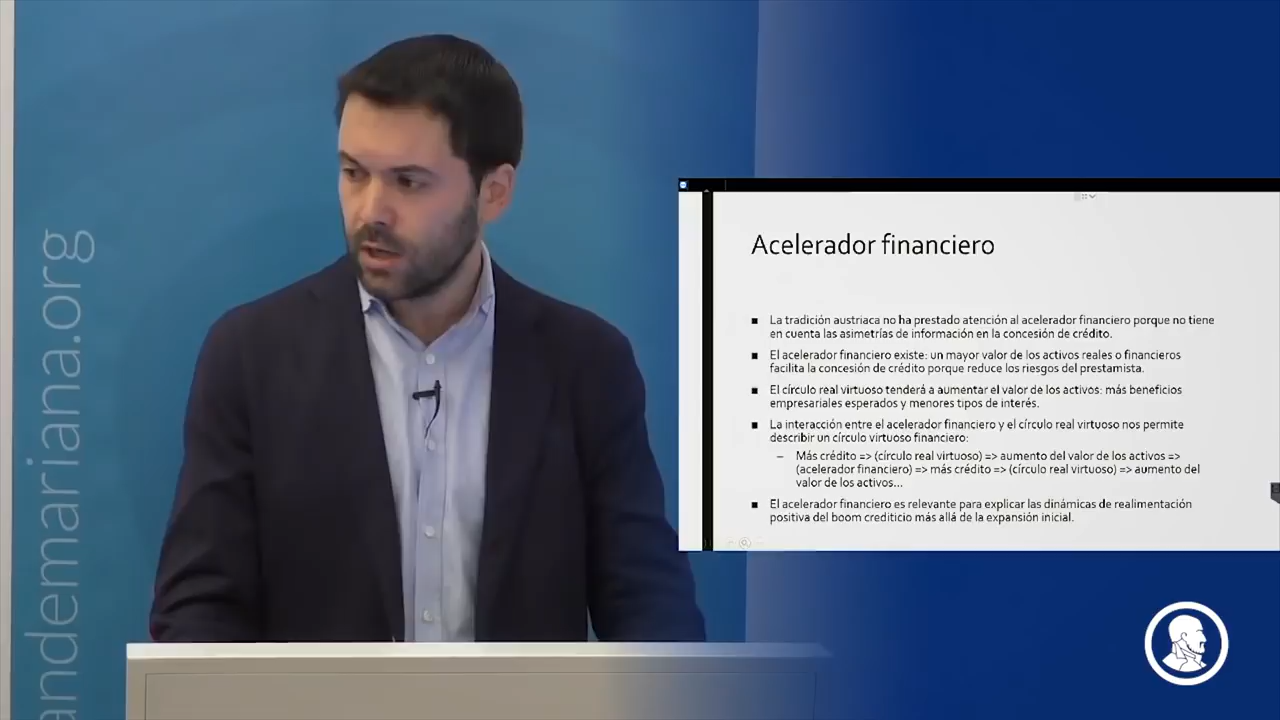 andemariana.org
Acelerador financiero
▪ La tradición austriaca no ha prestado atención al acelerador financiero porque no tiene
en cuenta las asimetrías de información en la concesión de crédito.
▪ El acelerador financiero existe: un mayor valor de los activos reales o financieros
facilita la concesión de crédito porque reduce los riesgos del prestamista.
▪ El círculo real virtuoso tenderá a aumentar el valor de los activos: más beneficios
empresariales esperados y menores tipos de interés.
▪ La interacción entre el acelerador financiero y el círculo real virtuoso nos permite
describir un círculo virtuoso financiero:
– Más crédito => (círculo real virtuoso) => aumento del valor de los activos =>
(acelerador financiero) => más crédito => (círculo real virtuoso) => aumento del
valor de los activos...
▪ El acelerador financiero es relevante para explicar las dinámicas de realimentación
positiva del boom crediticio más allá de la expansión inicial.